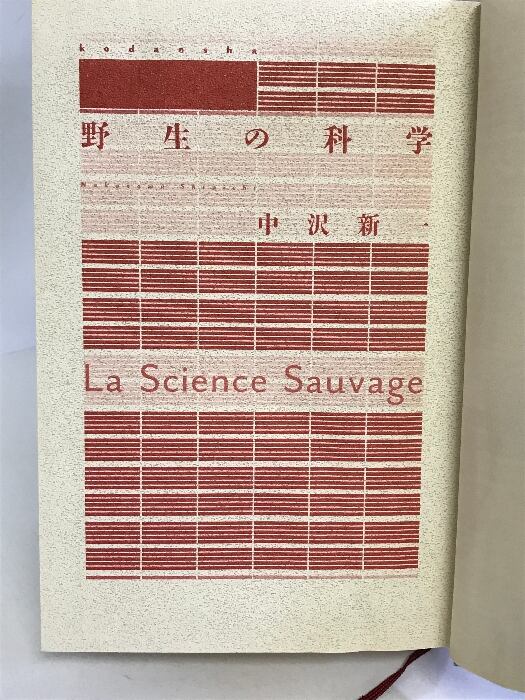 kodansha
野生の科学
Nakazawa Shinichi
中沢新一
La Science Sauvage